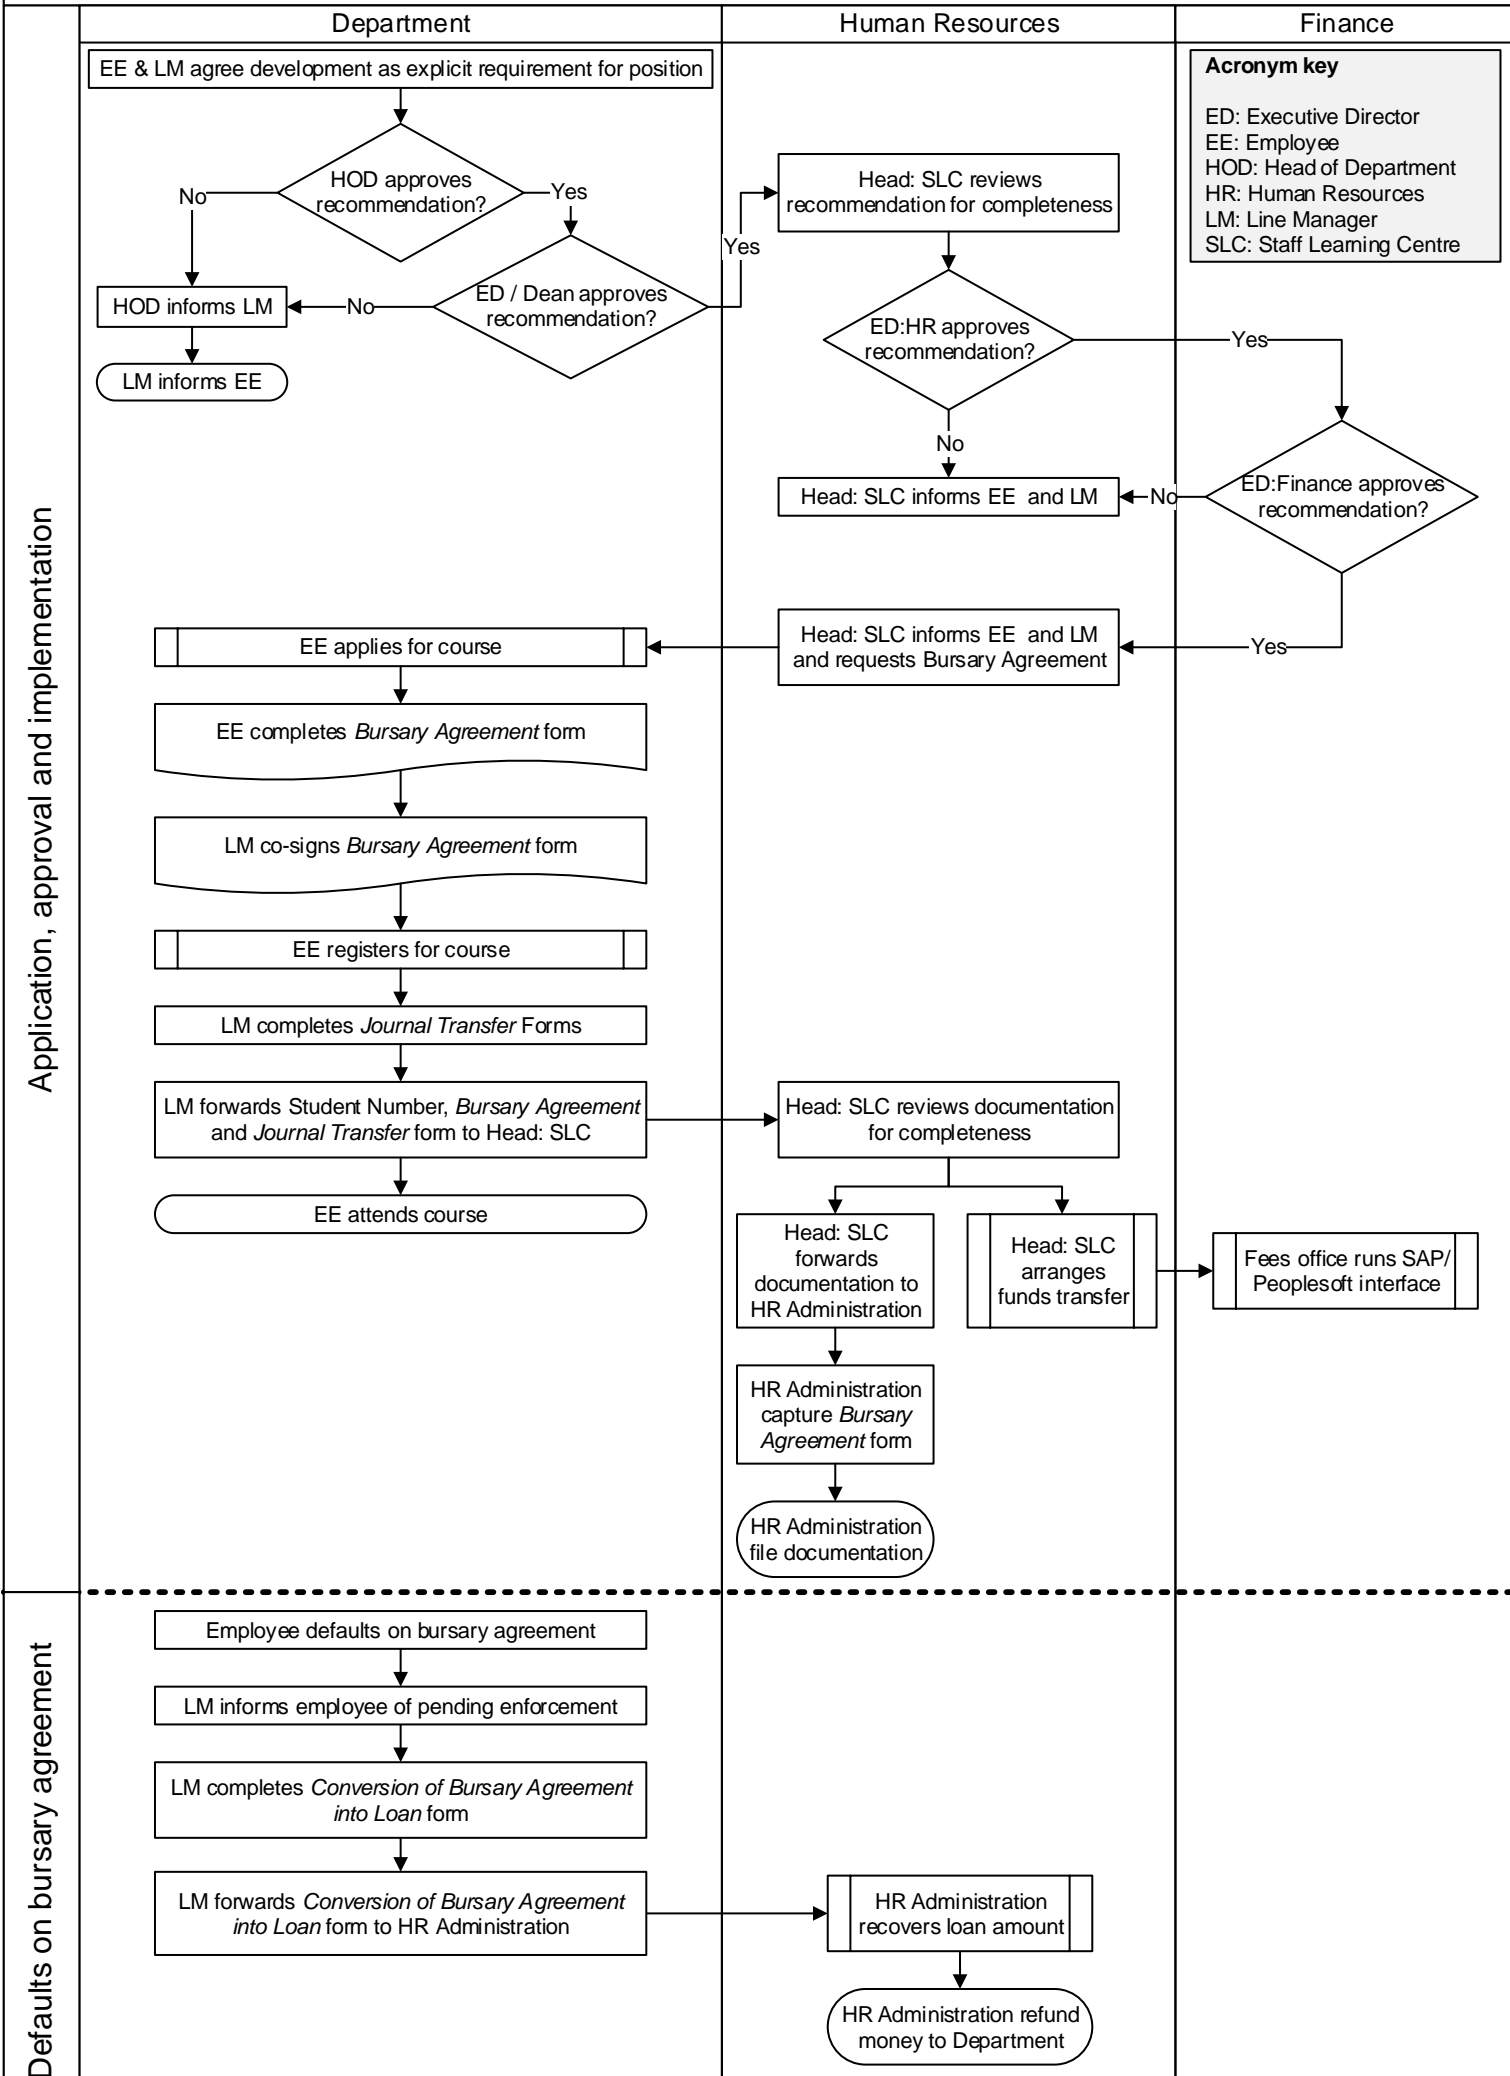 Department
Human Resources
Finance
Application, approval and implementation
EE & LM agree development as explicit requirement for position
Acronym key
ED: Executive Director
EE: Employee
HOD: Head of Department
HR: Human Resources
LM: Line Manager
SLC: Staff Learning Centre
HOD approves
recommendation?
No
Yes
ED / Dean approves
recommendation?
No
Yes
HOD informs LM
LM informs EE
Head: SLC reviews
recommendation for completeness
ED:HR approves
recommendation?
Yes
No
ED:Finance approves
recommendation?
No
Head: SLC informs EE and LM
Yes
Head: SLC informs EE and LM
and requests Bursary Agreement
EE applies for course
EE completes Bursary Agreement form
LM co-signs Bursary Agreement form
EE registers for course
LM completes Journal Transfer Forms
LM forwards Student Number, Bursary Agreement
and Journal Transfer form to Head: SLC
EE attends course
Head: SLC reviews documentation
for completeness
Head: SLC
forwards
documentation to
HR Administration
Head: SLC
arranges
funds transfer
Fees office runs SAP/
Peoplesoft interface
HR Administration
capture Bursary
Agreement form
HR Administration
file documentation
Defaults on bursary agreement
Employee defaults on bursary agreement
LM informs employee of pending enforcement
LM completes Conversion of Bursary Agreement
into Loan form
LM forwards Conversion of Bursary Agreement
into Loan form to HR Administration
HR Administration
recovers loan amount
HR Administration refund
money to Department